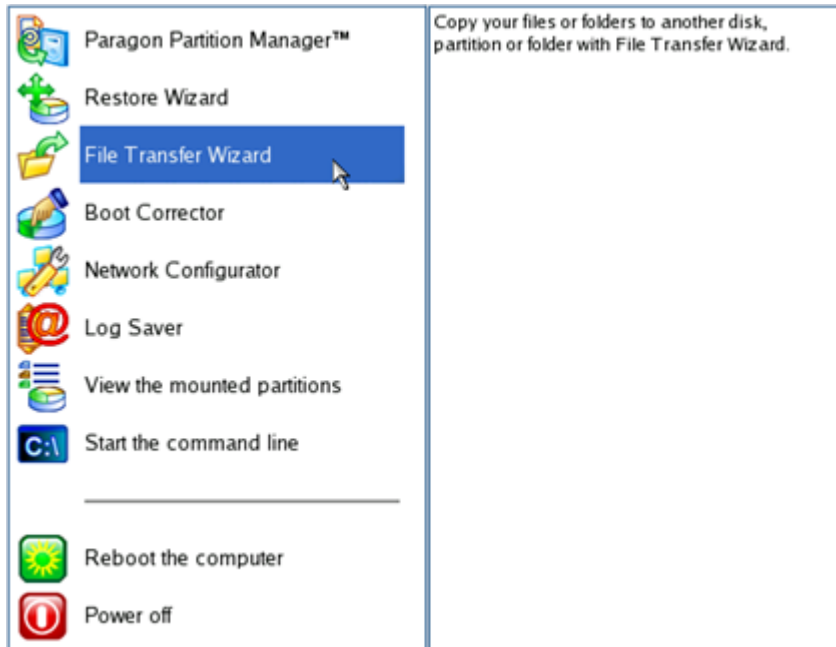 Paragon Partition Manager™
Restore Wizard
File Transfer Wizard
Boot Corrector
Network Configurator
Log Saver
View the mounted partitions
C:\
Start the command line
Reboot the computer
Power off
Copy your files or folders to another disk,
partition or folder with File Transfer Wizard.